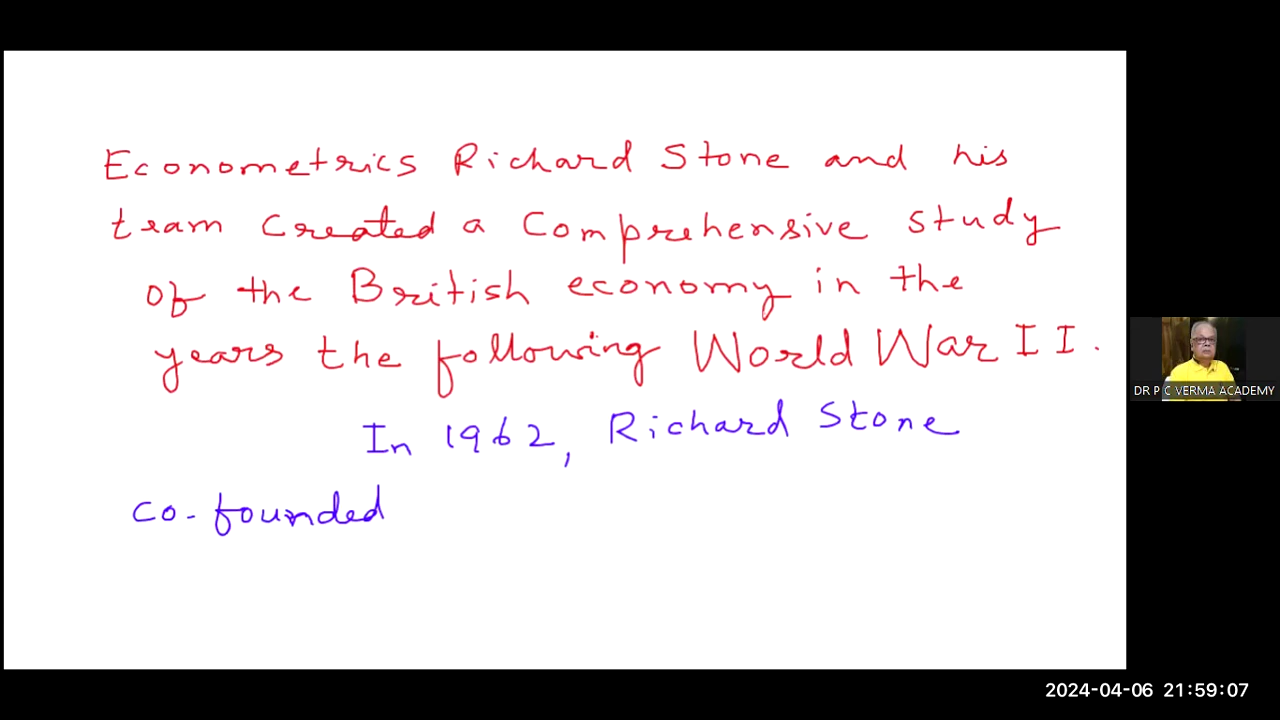 Econometrics Richard Stone and his
team created a Comprehensive study
of the British economy in the
years the following World War II.
In 1962, Richard Stone
co-founded
DR P C VERMA ACADEMY
2024-04-06 21:59:07